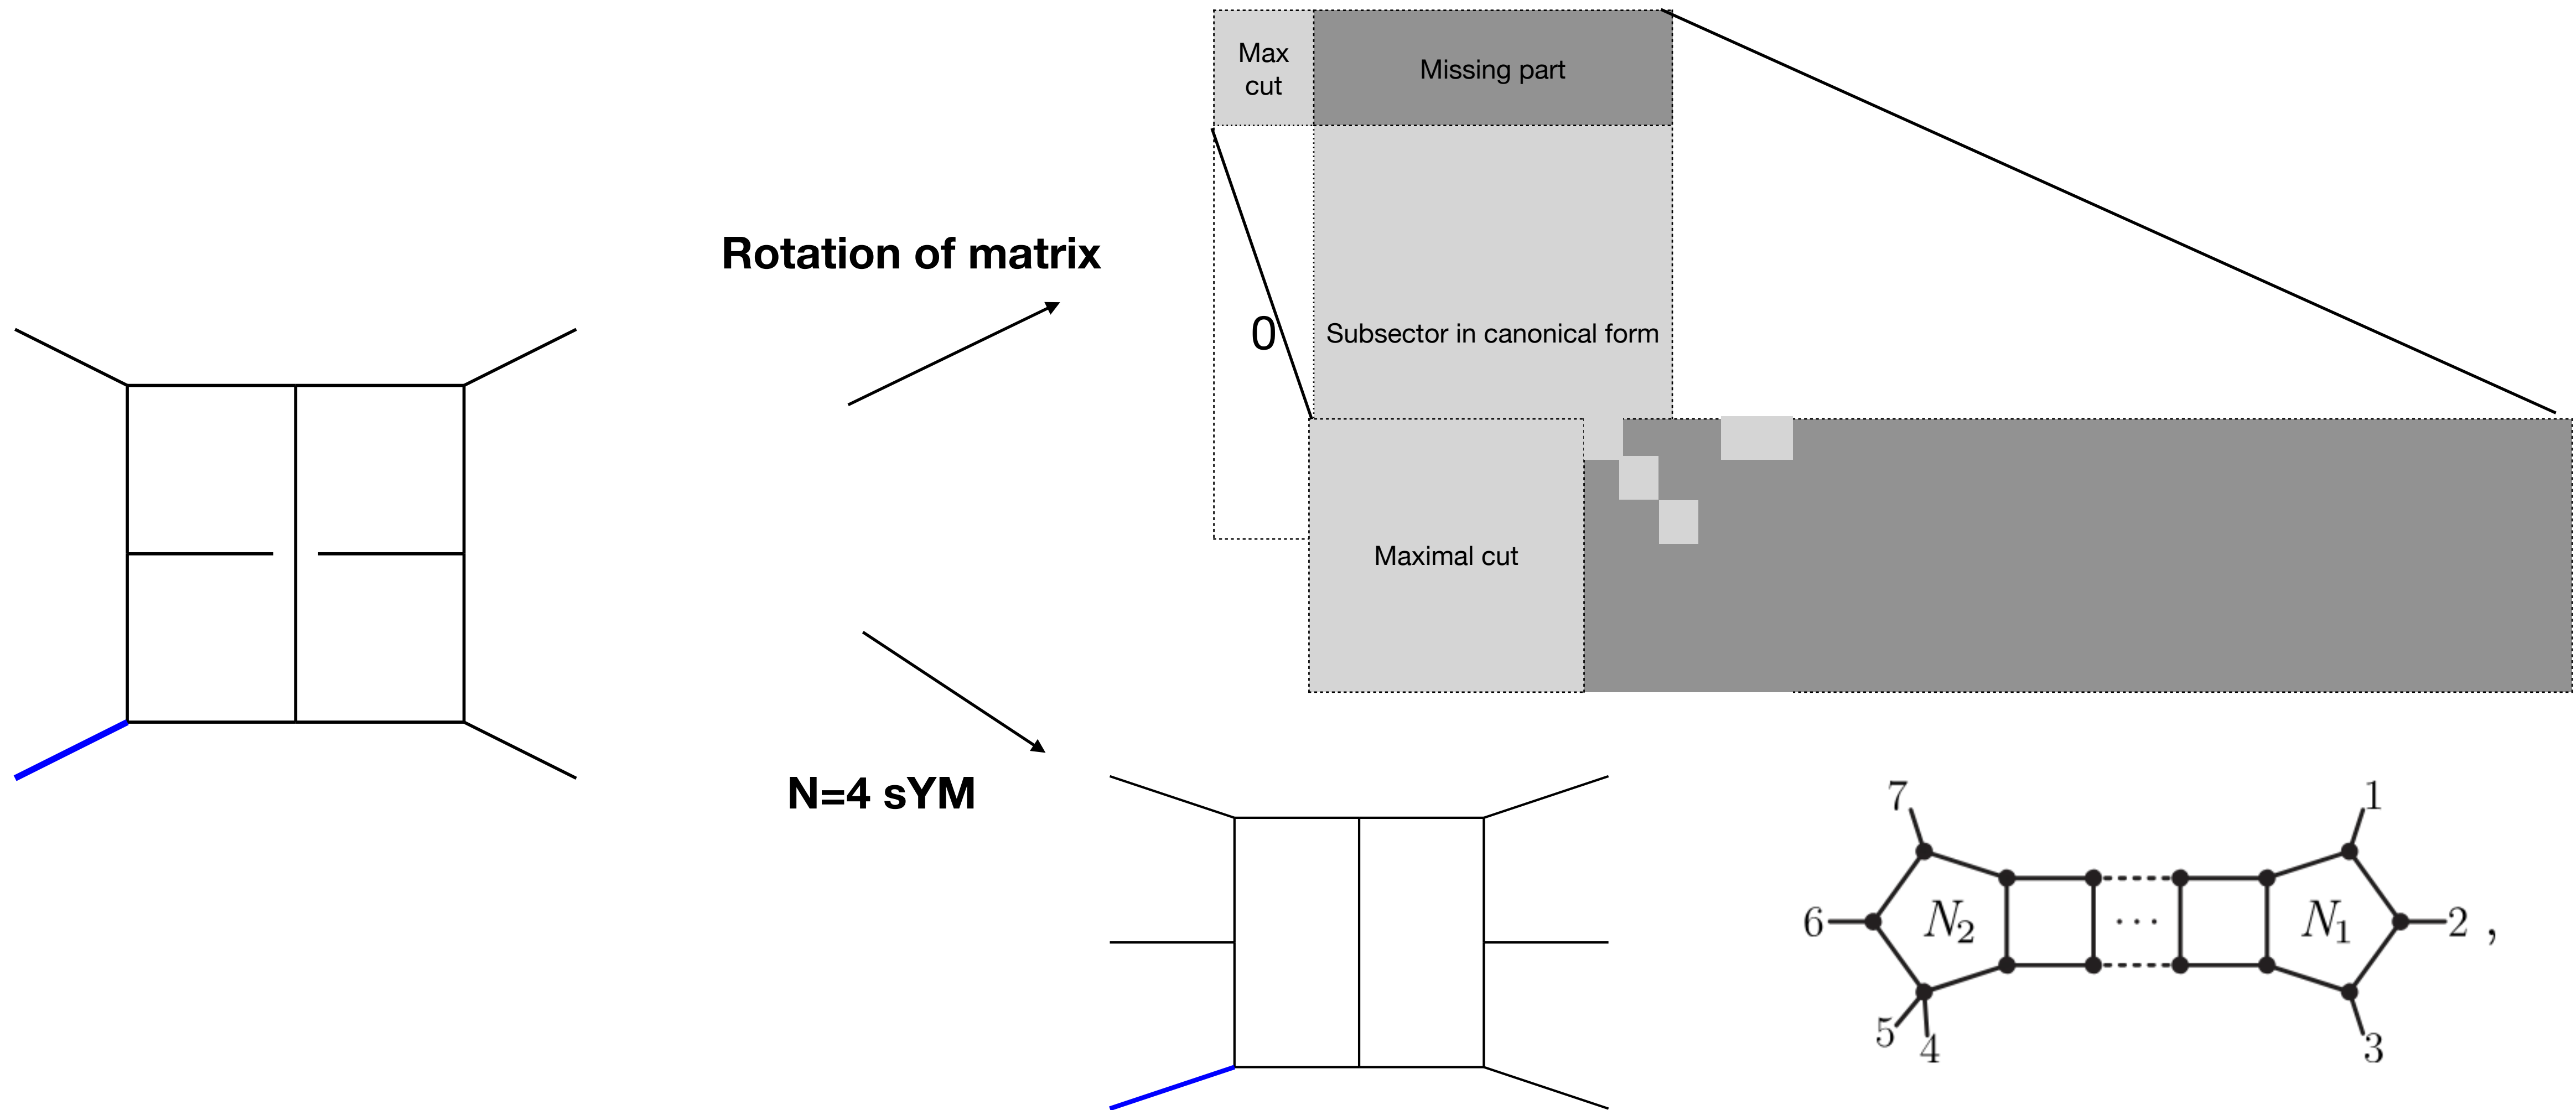 Max
cut
Missing part
Rotation of matrix
0
Subsector in canonical form
Maximal cut
N=4 sYM
7
1
6
N₂
...
N₁
2 ,
5
4
3